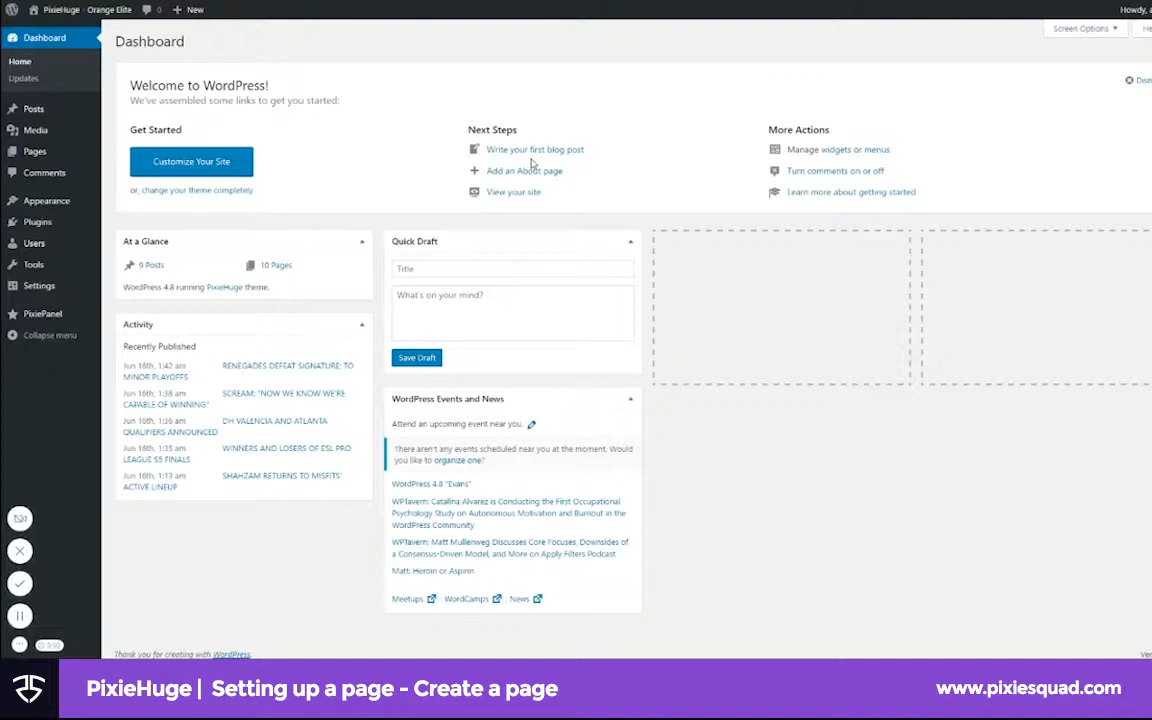 PixieHuge - Orange Elite
0
New
Howdy, a
Dashboard
Home
Updates
Posts
Media
Pages
Comments
Appearance
Plugins
Users
Tools
Settings
PixiePanel
Collapse menu
Dashboard
Screen Options
He
Welcome to WordPress!
We've assembled some links to get you started:
Dism
Get Started
Customize Your Site
or, change your theme completely
Next Steps
Write your first blog post
Add an About page
View your site
More Actions
Manage widgets or menus
Turn comments on or off
Learn more about getting started
At a Glance
9 Posts
10 Pages
WordPress 4.8 running PixieHuge theme.
Activity
Recently Published
Jun 16th, 1:42 am RENEGADES DEFEAT SIGNATURE; TO
MINOR PLAYOFFS
Jun 16th, 1:38 am SCREAM: "NOW WE KNOW WE'RE
CAPABLE OF WINNING"
Jun 16th, 1:36 am DH VALENCIA AND ATLANTA
QUALIFIERS ANNOUNCED
Jun 16th, 1:35 am WINNERS AND LOSERS OF ESL PRO
LEAGUE S5 FINALS
Jun 16th, 1:13 am SHAHZAM RETURNS TO MISFITS'
ACTIVE LINEUP
Quick Draft
Title
What's on your mind?
Save Draft
WordPress Events and News
Attend an upcoming event near you.
There aren't any events scheduled near you at the moment. Would
you like to organize one?
WordPress 4.8 "Evans"
WPTavern: Catalina Alvarez is Conducting the First Occupational
Psychology Study on Autonomous Motivation and Burnout in the
WordPress Community
WPTavern: Matt Mullenweg Discusses Core Focuses, Downsides of
a Consensus-Driven Model, and More on Apply Filters Podcast
Matt: Heroin or Aspirin
Meetups
WordCamps
News
Thank you for creating with WordPress.
Ver
PixieHuge | Setting up a page - Create a page
www.pixiesquad.com